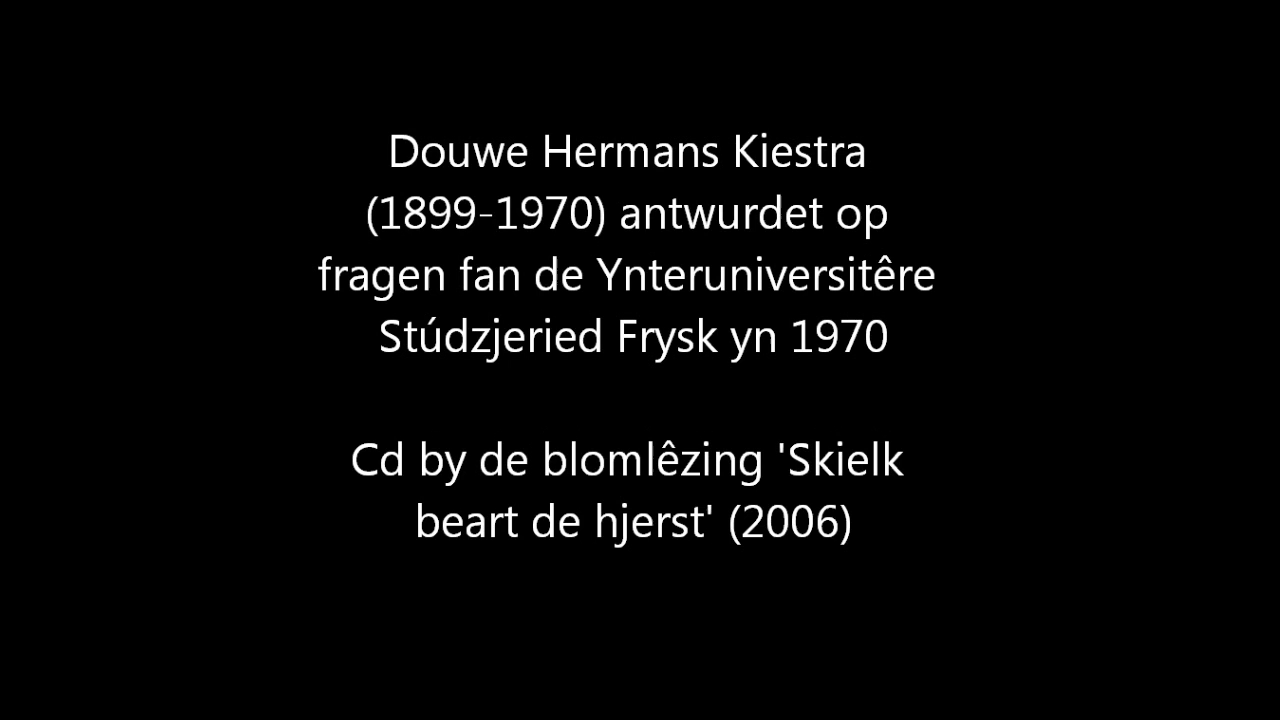 Douwe Hermans Kiestra
(1899-1970) antwurdet op
fragen fan de Ynteruniversitêre
Stúdzjeried Frysk yn 1970
Cd by de blomlêzing 'Skielk
beart de hjerst' (2006)